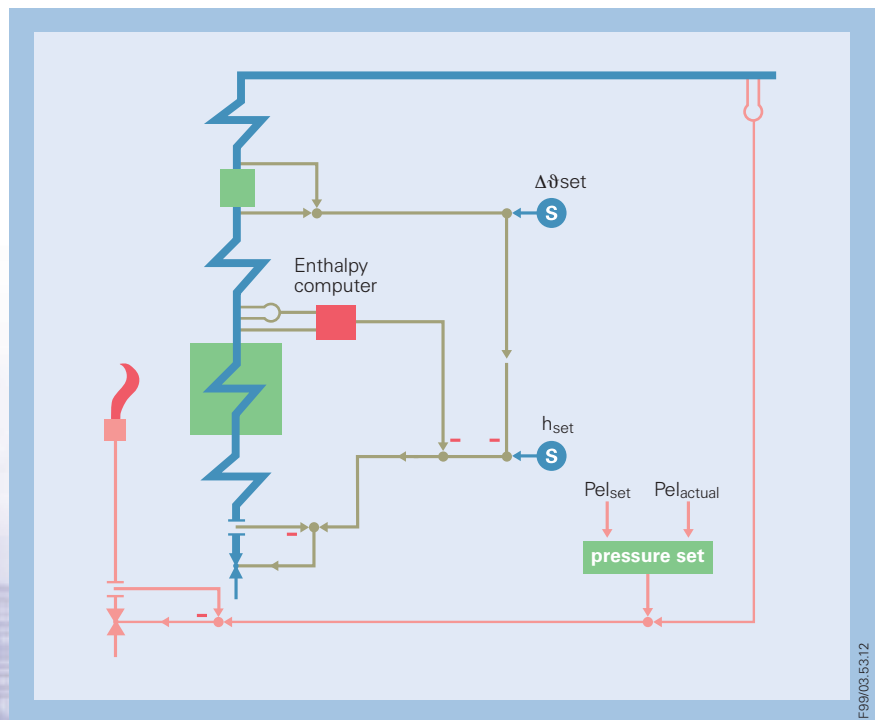 Δϑset
S
Enthalpy
computer
hset
S
Pelset
Pelactual
pressure set
F99/03.53.12